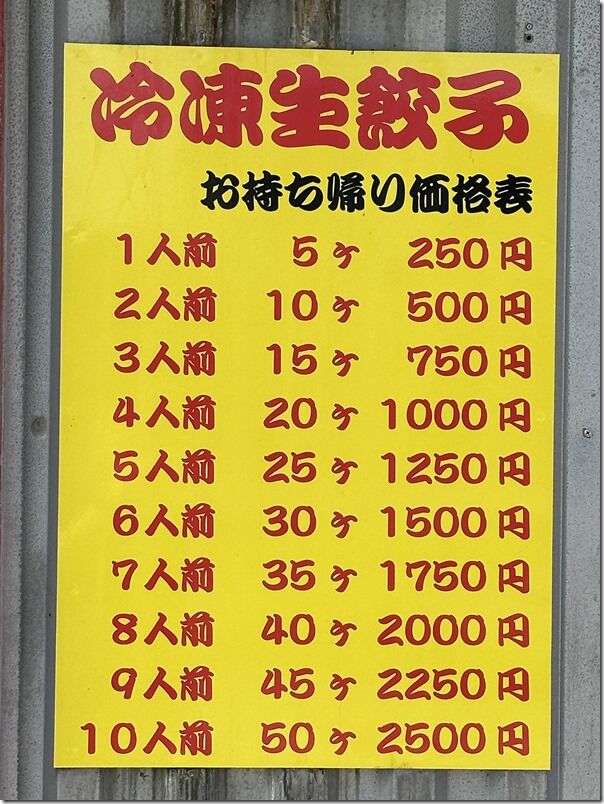 冷凍生餃子
お持ち帰り価格表
1人前 5ヶ 250円
2人前 10ヶ 500円
3人前 15ヶ 750円
4人前 20ヶ 1000円
5人前 25ヶ 1250円
6人前 30ヶ 1500円
7人前 35ヶ 1750円
8人前 40ヶ 2000円
9人前 45ヶ 2250円
10人前 50ヶ 2500円